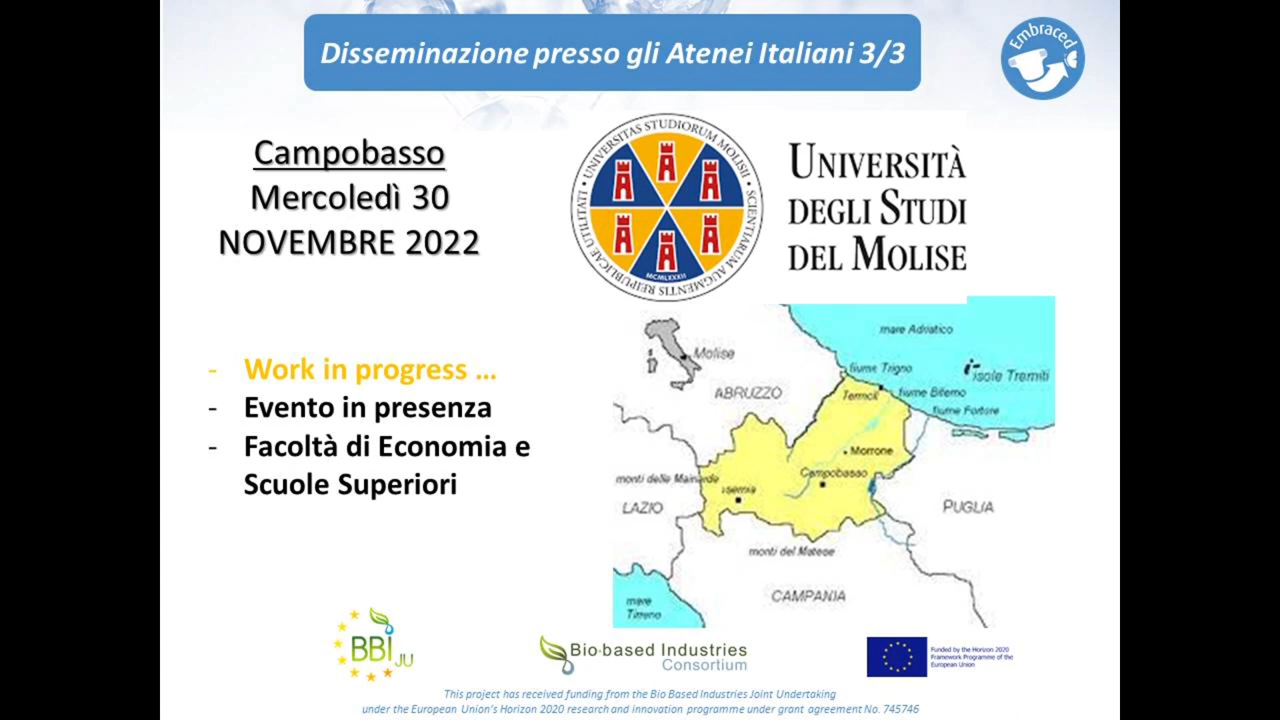 Disseminazione presso gli Atenei Italiani 3/3
Embraced
Campobasso
Mercoledì 30
NOVEMBRE 2022
UNIVERSITAS STUDIORUM MOLISII • SCIENTIARUM AUGMENTIS REIPUBLICAE UTILITATI •
MCMLXXXII
UNIVERSITÀ
DEGLI STUDI
DEL MOLISE
- Work in progress ...
- Evento in presenza
- Facoltà di Economia e
Scuole Superiori
mare Adriatico
Molise
fiume Trigno
isole Tremiti
ABRUZZO
Termoli
fiume Biferno
fiume Fortore
Morrone
Campobasso
monti delle Mainarde
Isernia
LAZIO
PUGLIA
monti del Matese
CAMPANIA
mare
Tirreno
BBI JU
Bio-based Industries
Consortium
Funded by the Horizon 2020
Framework Programme of the
European Union
This project has received funding from the Bio Based Industries Joint Undertaking
under the European Union's Horizon 2020 research and innovation programme under grant agreement No. 745746